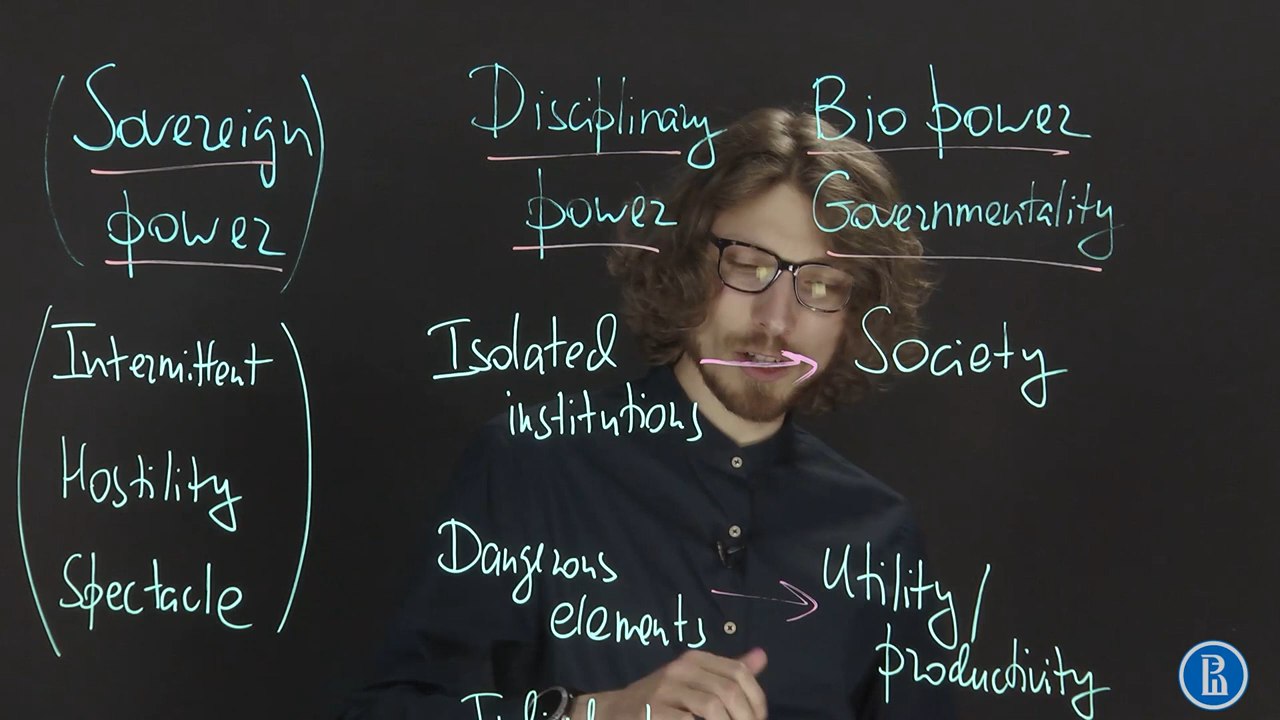 (Sovereign
power)
(Intermittent
Hostility
Spectacle)
Disciplinary
power
Isolated
institutions
Dangerous
elements
Bio power
Governmentality
→ Society
→ Utility/
productivity